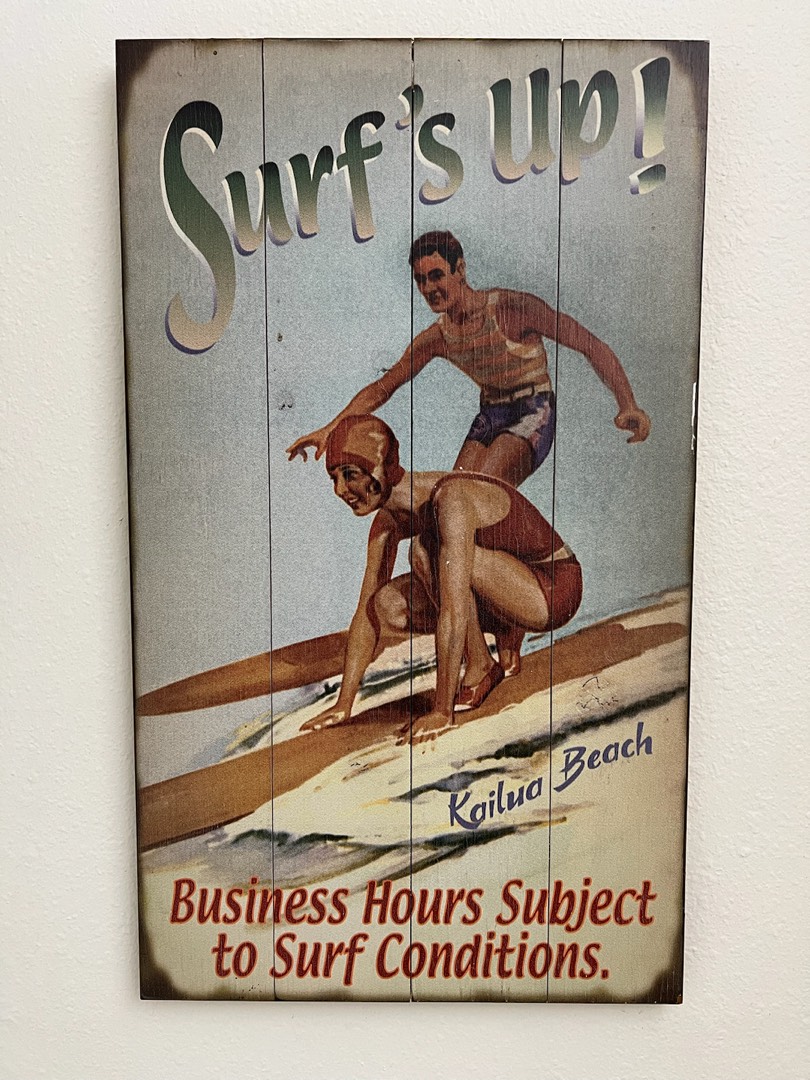 Surf's Up!
Kailua Beach
Business Hours Subject
to Surf Conditions.